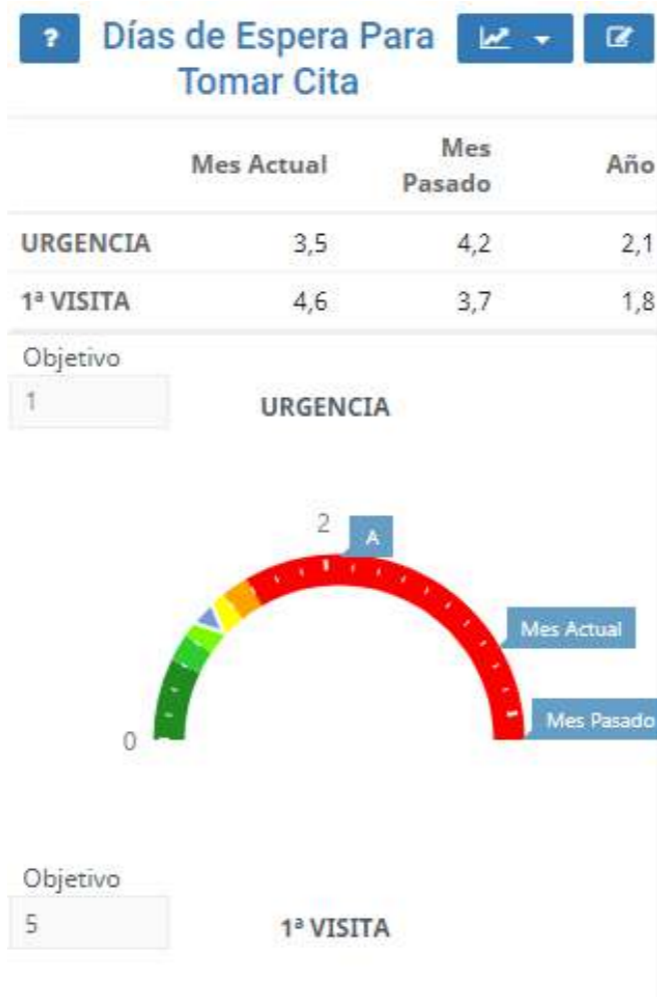 ? Días de Espera Para
Tomar Cita
Mes Actual Mes Pasado Año
URGENCIA 3,5 4,2 2,1
1ª VISITA 4,6 3,7 1,8
Objetivo
1
URGENCIA
2
A
Mes Actual
Mes Pasado
0
Objetivo
5
1ª VISITA